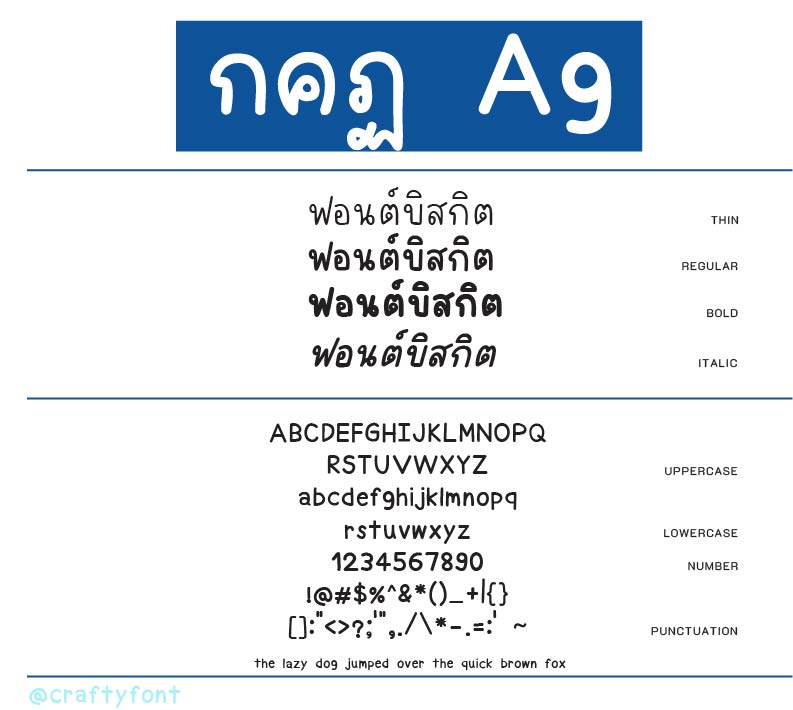 กคฏ Ag
ฟอนต์บิสกิต THIN
ฟอนต์บิสกิต REGULAR
ฟอนต์บิสกิต BOLD
ฟอนต์บิสกิต ITALIC
ABCDEFGHIJKLMNOPQ
RSTUVWXYZ UPPERCASE
abcdefghijklmnopq
rstuvwxyz LOWERCASE
1234567890 NUMBER
!@#$%^&*()_+|{}
[]:"<>?;'",./\*-.=:' ~ PUNCTUATION
the lazy dog jumped over the quick brown fox
@craftyfont